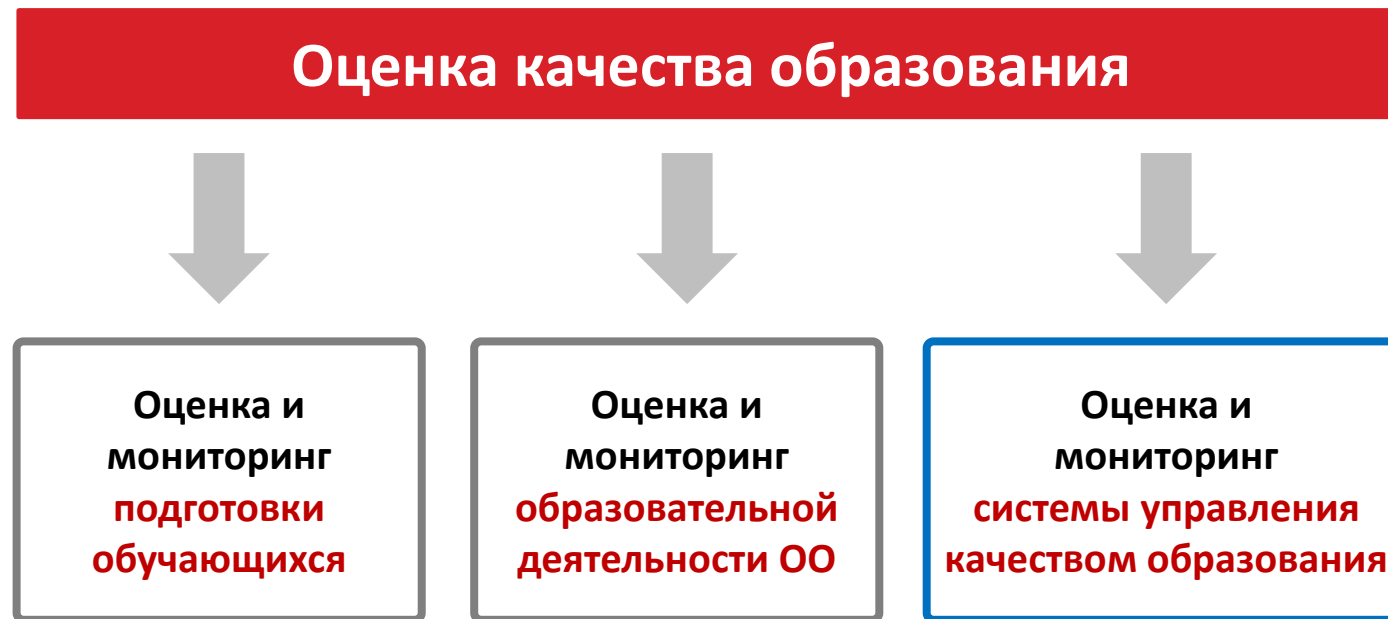 Оценка качества образования
Оценка и
мониторинг
подготовки
обучающихся
Оценка и
мониторинг
образовательной
деятельности ОО
Оценка и
мониторинг
системы управления
качеством образования